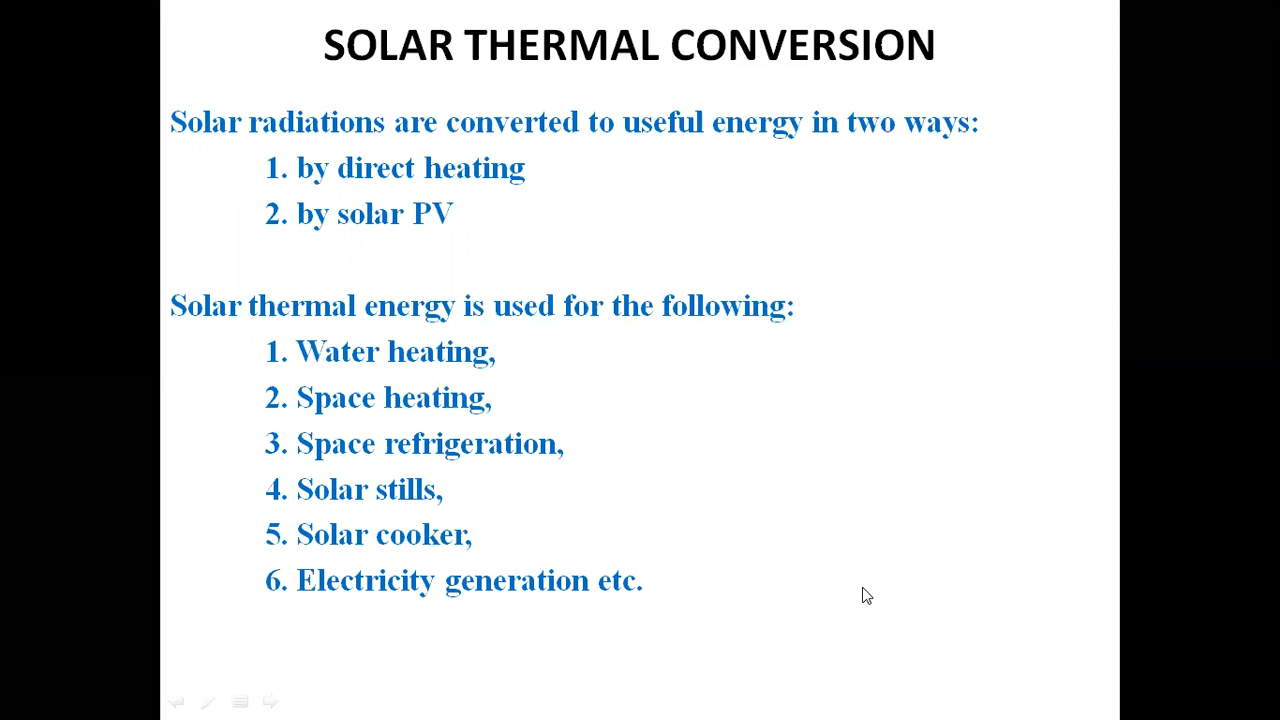 SOLAR THERMAL CONVERSION
Solar radiations are converted to useful energy in two ways:
1. by direct heating
2. by solar PV
Solar thermal energy is used for the following:
1. Water heating,
2. Space heating,
3. Space refrigeration,
4. Solar stills,
5. Solar cooker,
6. Electricity generation etc.